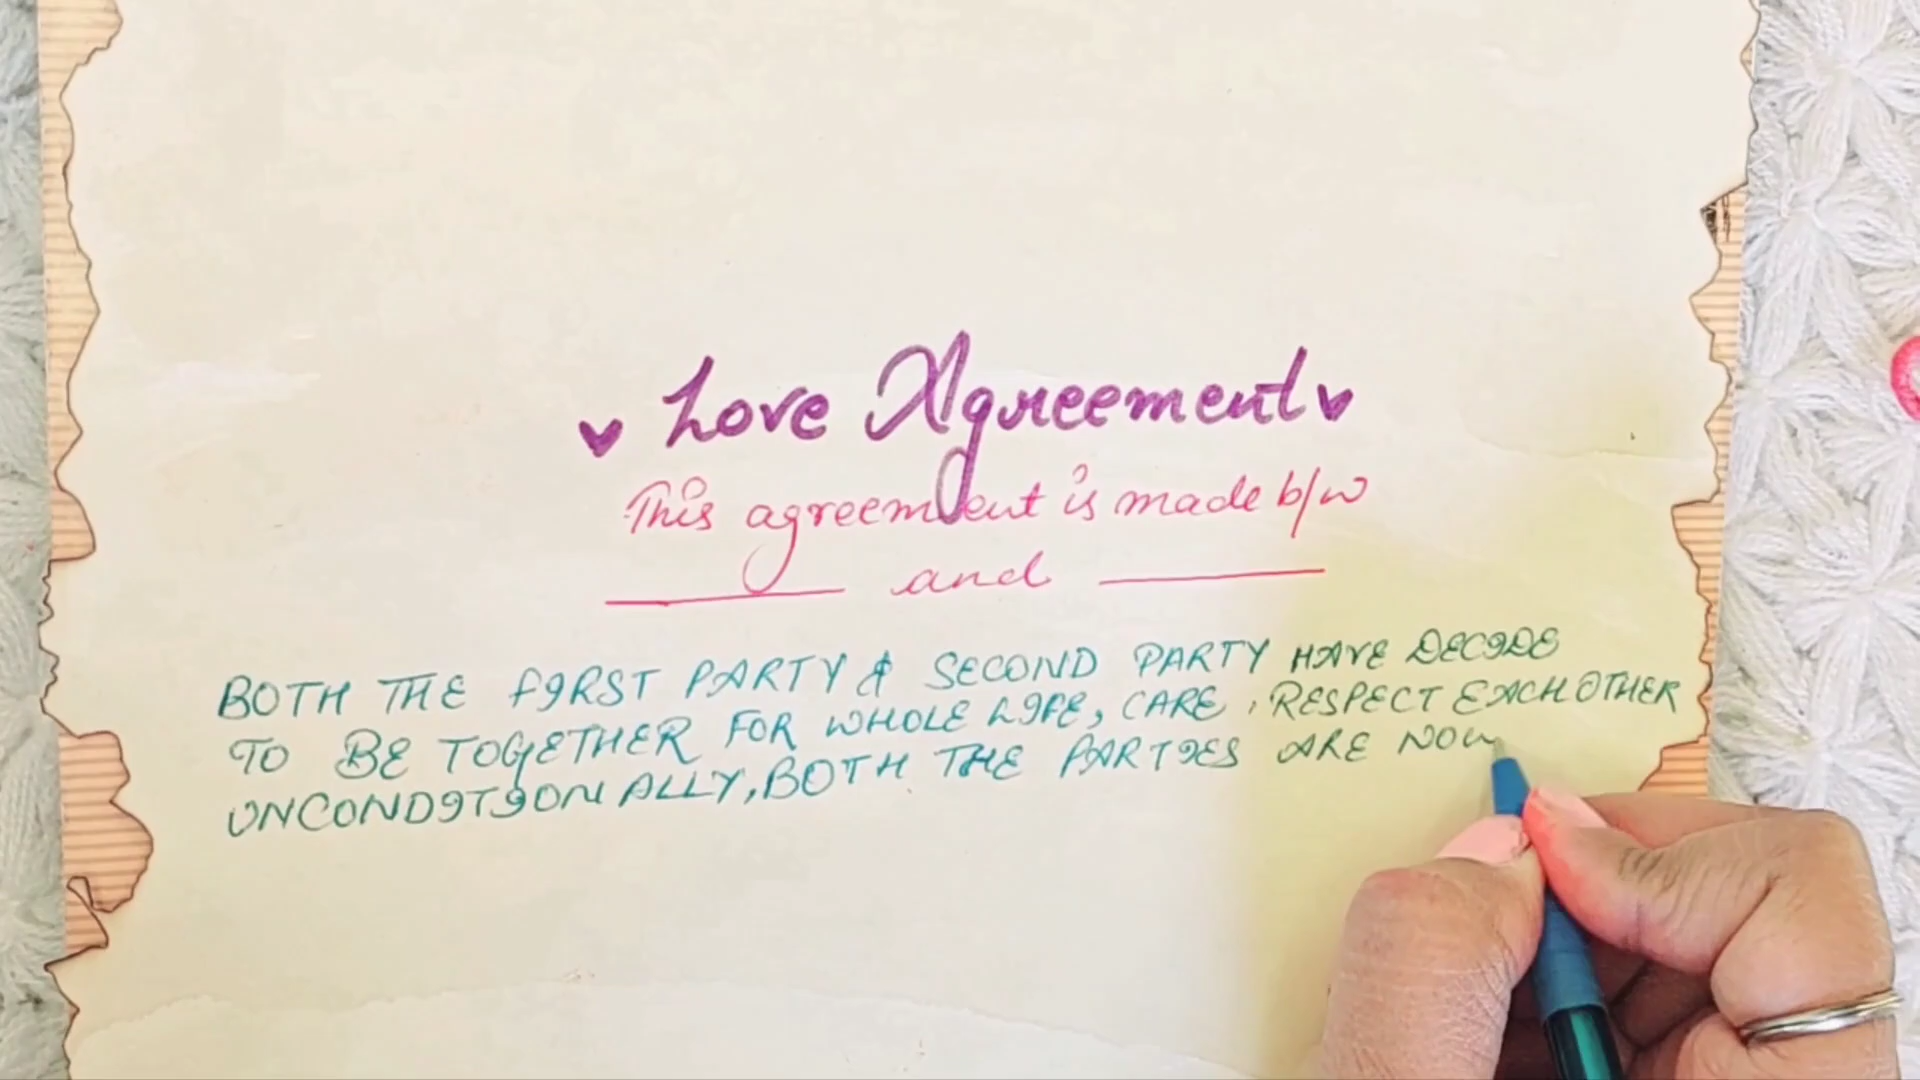 Love Agreement
This agreement is made b/w
and
BOTH THE FIRST PARTY & SECOND PARTY HAVE DECIDE
TO BE TOGETHER FOR WHOLE LIFE, CARE, RESPECT EACH OTHER
UNCONDITIONALLY, BOTH THE PARTIES ARE NOW